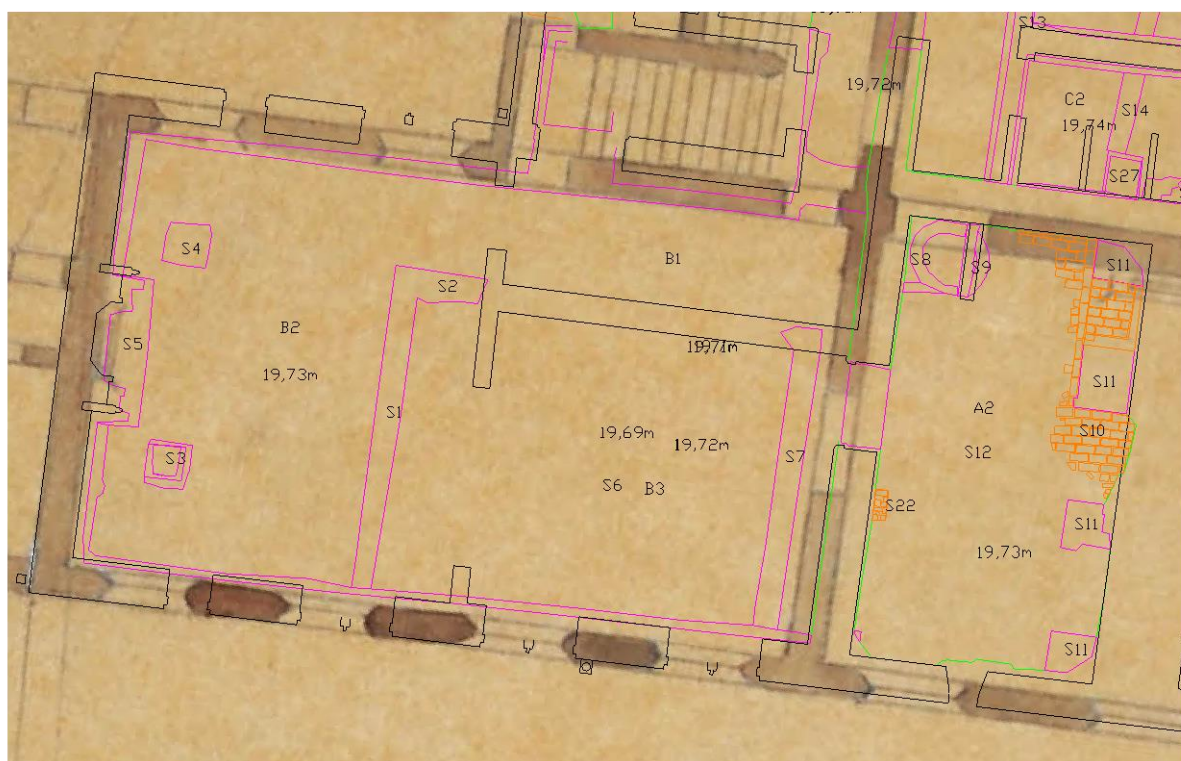 S13
19,72m
C2
S14
19,74m
S27
S4
B1
S8
S9
S11
S2
B2
S5
19,71m
19,73m
S11
S1
A2
S10
19,69m
19,72m
S7
S12
S3
S6
B3
S22
S11
19,73m
S11